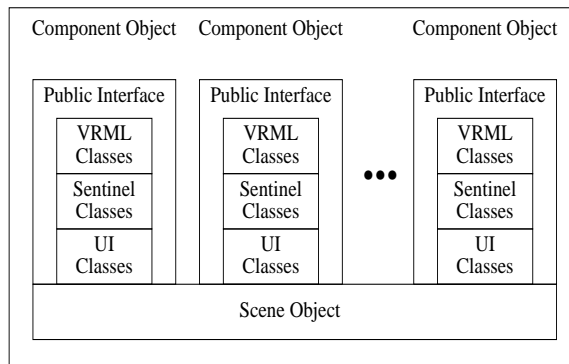 Component Object
Component Object
Component Object
Public Interface
VRML
Classes
Sentinel
Classes
UI
Classes
Public Interface
VRML
Classes
Sentinel
Classes
UI
Classes
•••
Public Interface
VRML
Classes
Sentinel
Classes
UI
Classes
Scene Object